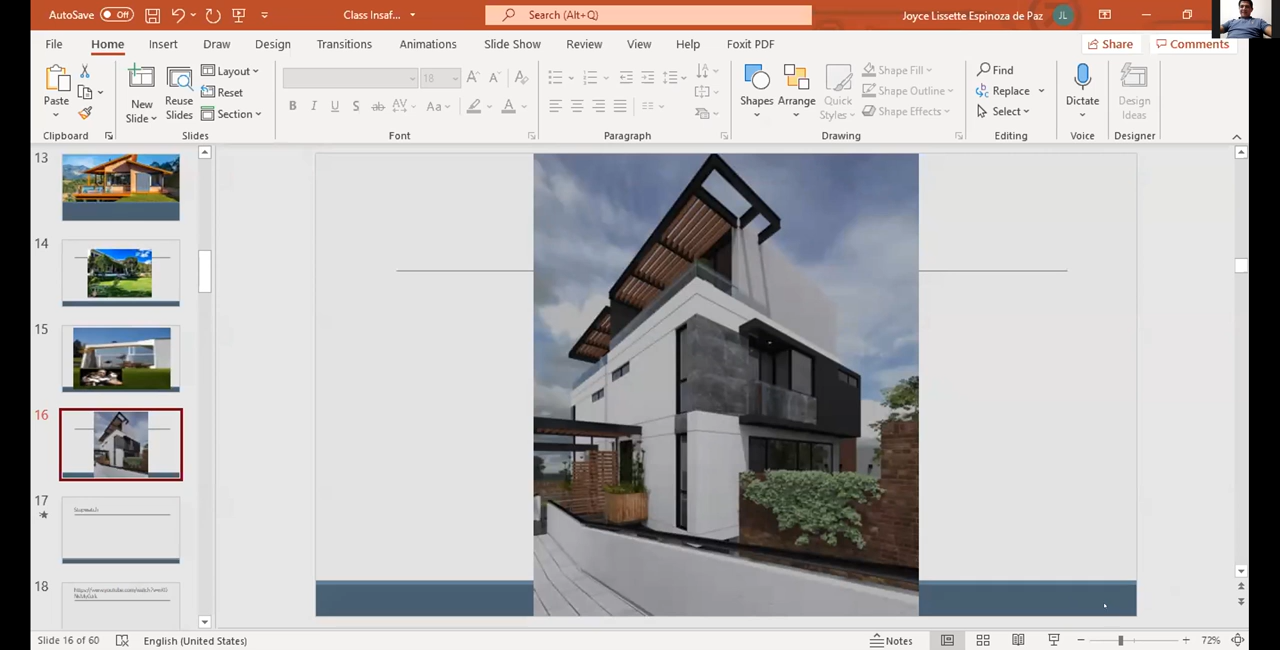 AutoSave Off Class Insaf... Search (Alt+Q) Joyce Lissette Espinoza de Paz JL
File Home Insert Draw Design Transitions Animations Slide Show Review View Help Foxit PDF Share Comments
Paste New Slide Reuse Slides Layout Reset Section 18 Shapes Arrange Quick Styles Shape Fill Shape Outline Shape Effects Find Replace Select Dictate Design Ideas
Clipboard Slides Font Paragraph Drawing Editing Voice Designer
13
14
15
16
17
18
Slide 16 of 60 English (United States) Notes 72%